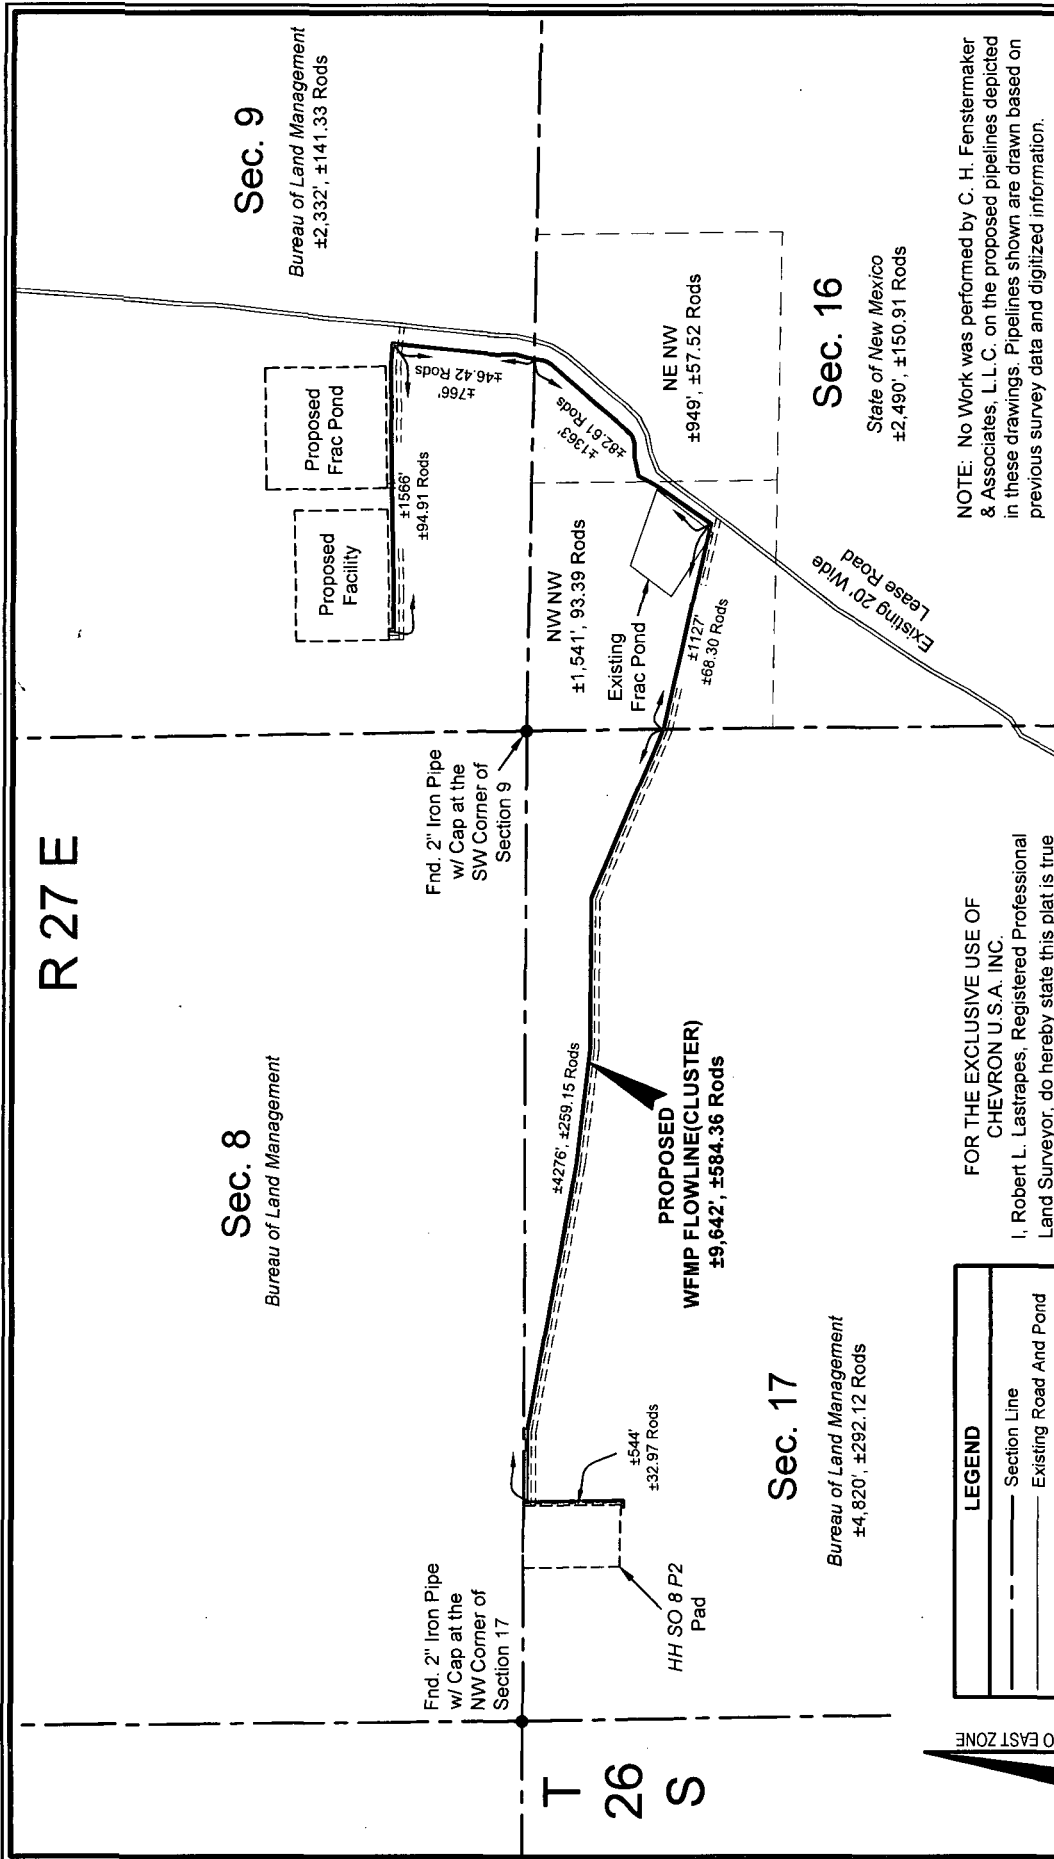 R 27 E
Sec. 8
Bureau of Land Management
Sec. 9
Bureau of Land Management
±2,332', ±141.33 Rods
Proposed
Facility
Proposed
Frac Pond
±1566'
±94.91 Rods
±766'
±46.42 Rods
Fnd. 2" Iron Pipe
w/ Cap at the
NW Corner of
Section 17
Fnd. 2" Iron Pipe
w/ Cap at the
SW Corner of
Section 9
T
26
S
NW NW
±1,541', 93.39 Rods
±1363'
±82.61 Rods
Existing
Frac Pond
NE NW
±949', ±57.52 Rods
±4276', ±259.15 Rods
±1127'
±68.30 Rods
±544'
±32.97 Rods
HH SO 8 P2
Pad
PROPOSED
WFMP FLOWLINE(CLUSTER)
±9,642', ±584.36 Rods
Sec. 17
Bureau of Land Management
±4,820', ±292.12 Rods
Sec. 16
State of New Mexico
±2,490', ±150.91 Rods
Existing 20' Wide
Lease Road
LEGEND
Section Line
Existing Road And Pond
FOR THE EXCLUSIVE USE OF
CHEVRON U.S.A. INC.
I, Robert L. Lastrapes, Registered Professional
Land Surveyor, do hereby state this plat is true
NOTE: No Work was performed by C. H. Fenstermaker
& Associates, L.L.C. on the proposed pipelines depicted
in these drawings. Pipelines shown are drawn based on
previous survey data and digitized information.
O EAST ZONE